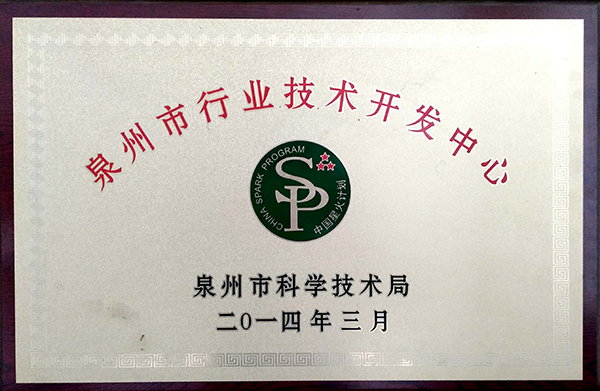 泉州市行业技术开发中心
CHINA SPARK PROGRAM
SP
中国星火计划
泉州市科学技术局
二〇一四年三月